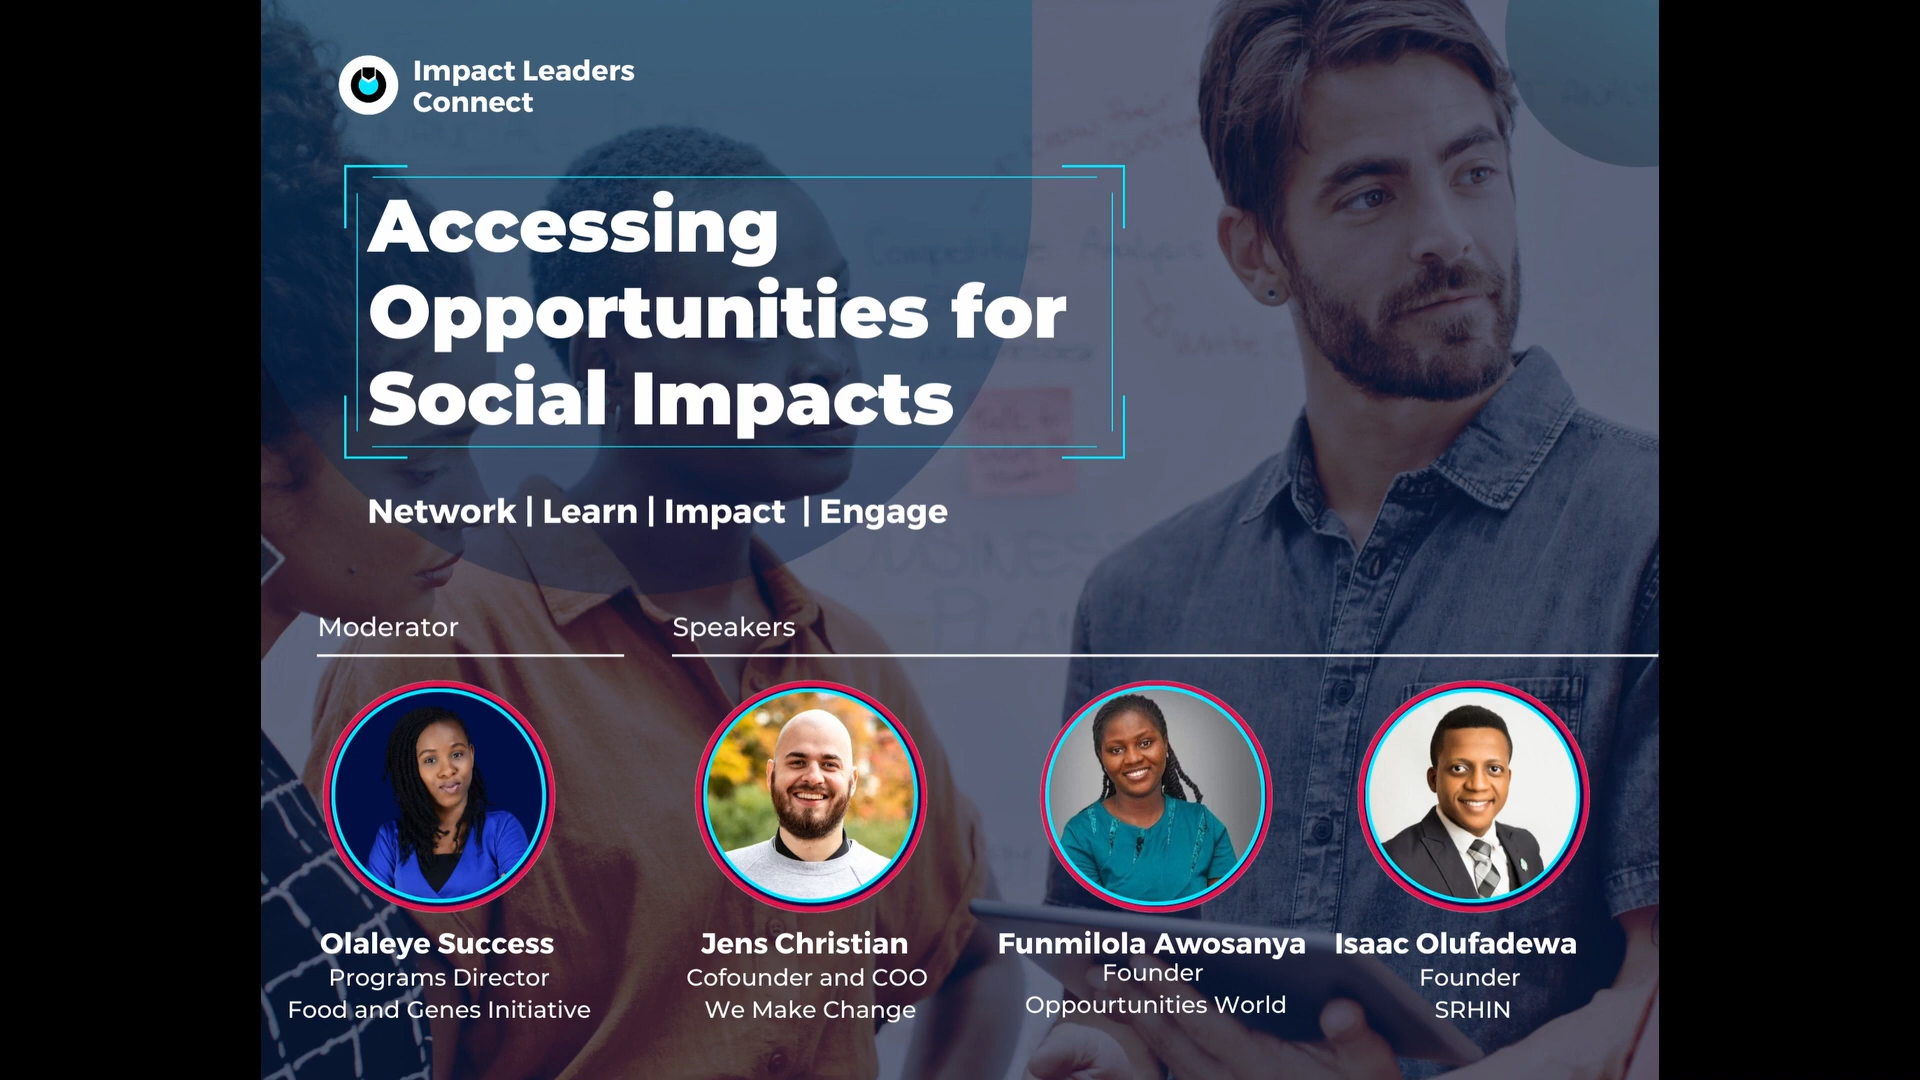 Impact Leaders
Connect
Accessing
Opportunities for
Social Impacts
Network | Learn | Impact | Engage
Moderator
Speakers
Olaleye Success
Programs Director
Food and Genes Initiative
Jens Christian
Cofounder and COO
We Make Change
Funmilola Awosanya
Founder
Oppourtunities World
Isaac Olufadewa
Founder
SRHIN